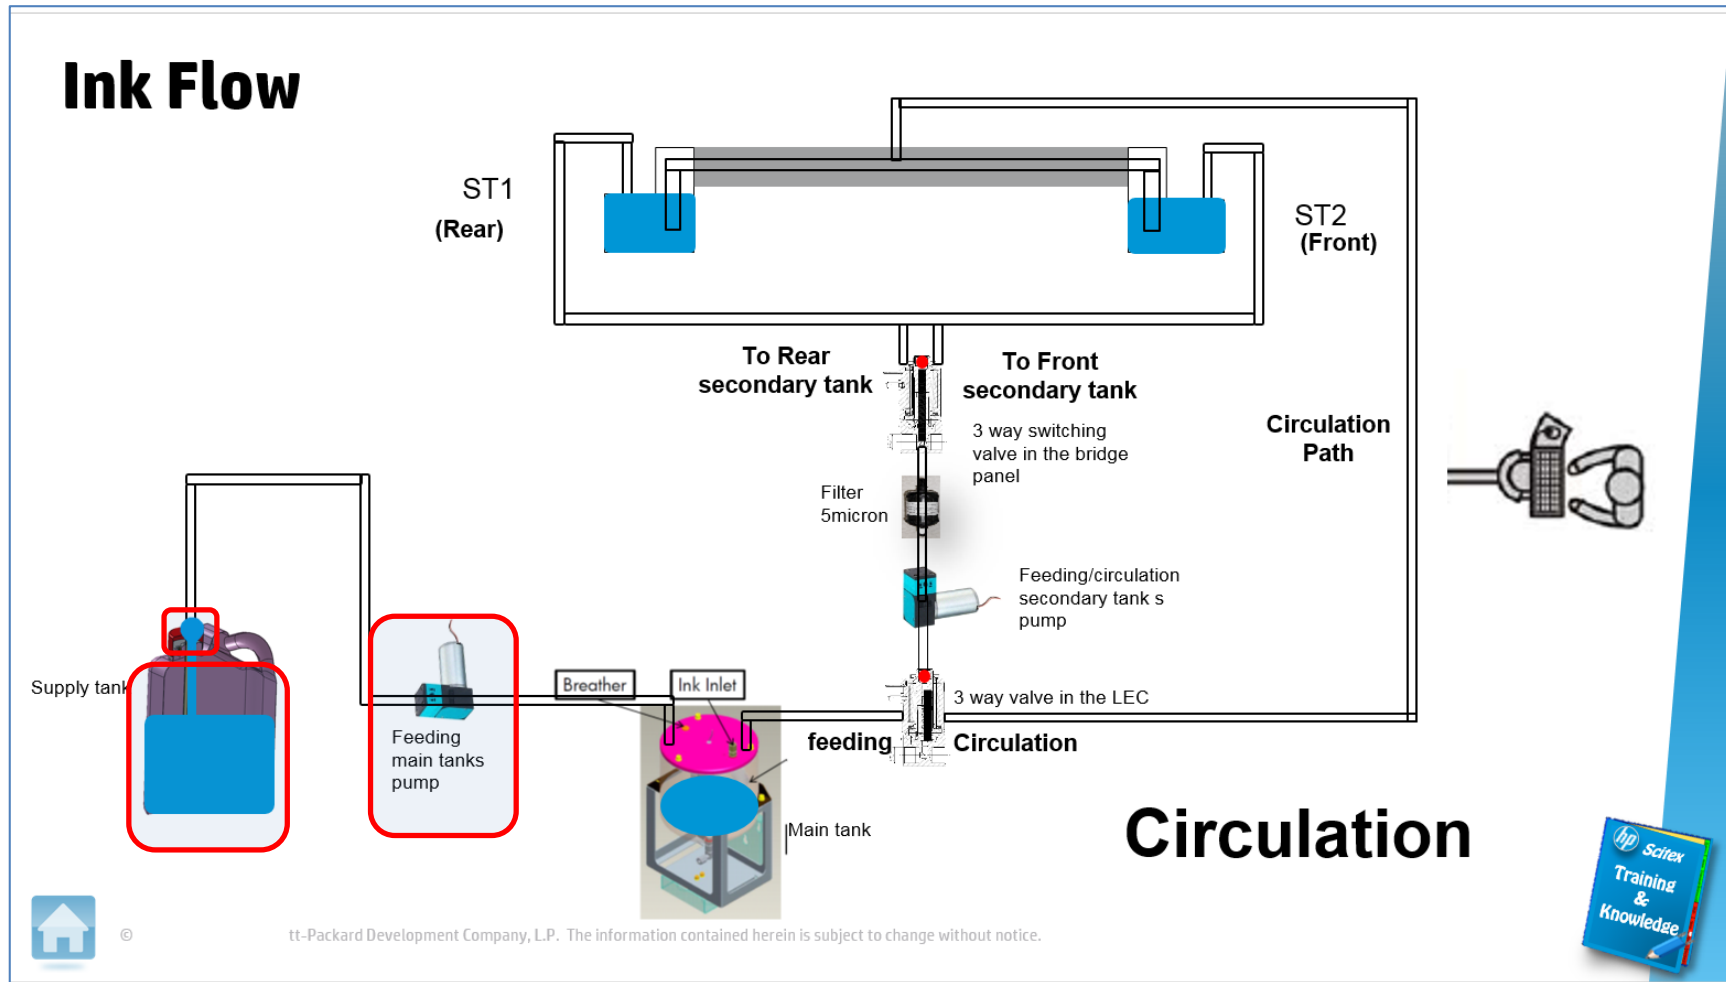 Ink Flow
ST1
(Rear)
ST2
(Front)
To Rear
secondary tank
To Front
secondary tank
3 way switching
valve in the bridge
panel
Circulation
Path
Filter
5micron
Feeding/circulation
secondary tank s
pump
Supply tank
Breather
Ink Inlet
3 way valve in the LEC
feeding
Circulation
Feeding
main tanks
pump
Main tank
Circulation
hp Scitex
Training
&
Knowledge
© tt-Packard Development Company, L.P. The information contained herein is subject to change without notice.